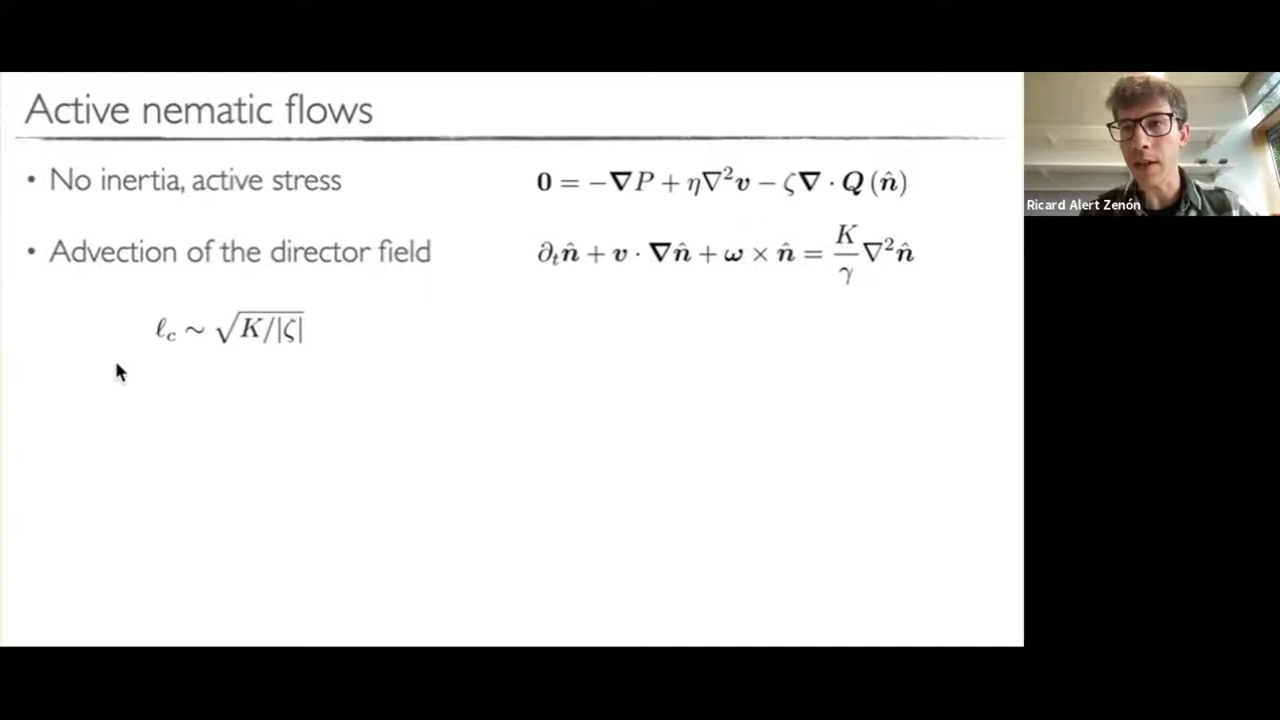 Active nematic flows
• No inertia, active stress
𝟎 = −𝛁P + η∇²𝒗 − ζ𝛁 · 𝑸 (𝒏̂)
• Advection of the director field
∂ₜ𝒏̂ + 𝒗 · 𝛁𝒏̂ + 𝝎 × 𝒏̂ = K/γ ∇²𝒏̂
ℓ_c ∼ √K/|ζ|
Ricard Alert Zenón